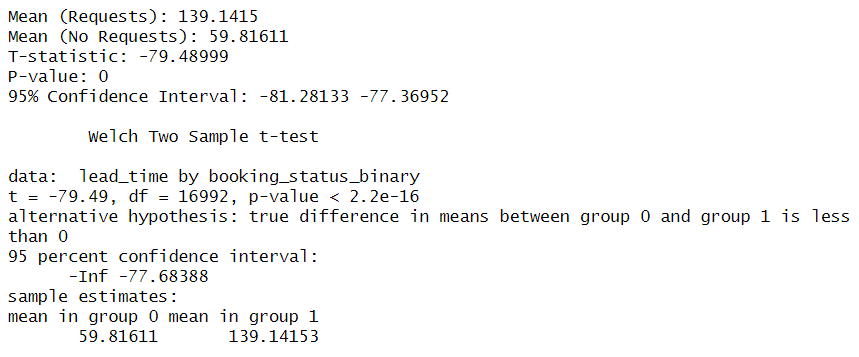 Mean (Requests): 139.1415
Mean (No Requests): 59.81611
T-statistic: -79.48999
P-value: 0
95% Confidence Interval: -81.28133 -77.36952
Welch Two Sample t-test
data:  lead_time by booking_status_binary
t = -79.49, df = 16992, p-value < 2.2e-16
alternative hypothesis: true difference in means between group 0 and group 1 is less
than 0
95 percent confidence interval:
-Inf -77.68388
sample estimates:
mean in group 0 mean in group 1
59.81611       139.14153